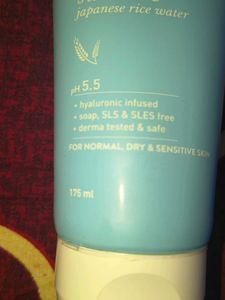 japanese rice water
pH 5.5
• hyaluronic infused
• soap, SLS & SLES free
• derma tested & safe
FOR NORMAL, DRY & SENSITIVE SKIN
175 ml